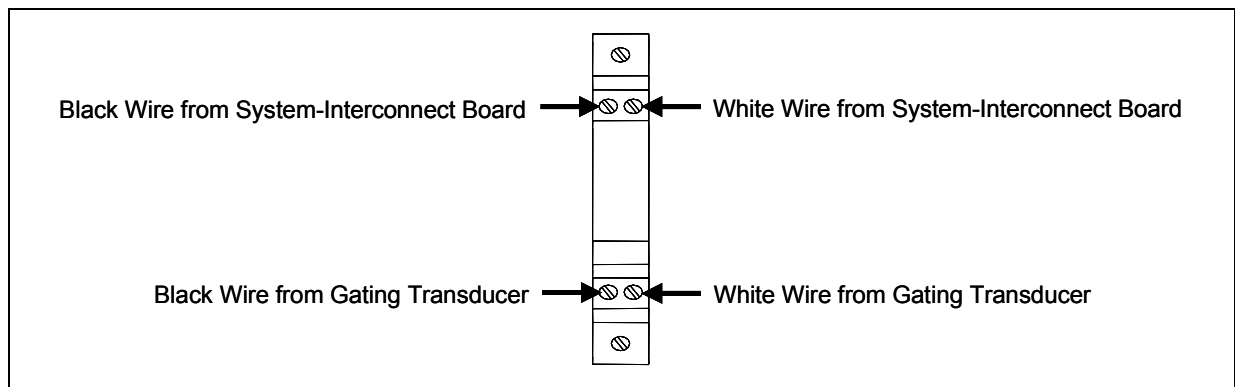 Black Wire from System-Interconnect Board
White Wire from System-Interconnect Board
Black Wire from Gating Transducer
White Wire from Gating Transducer